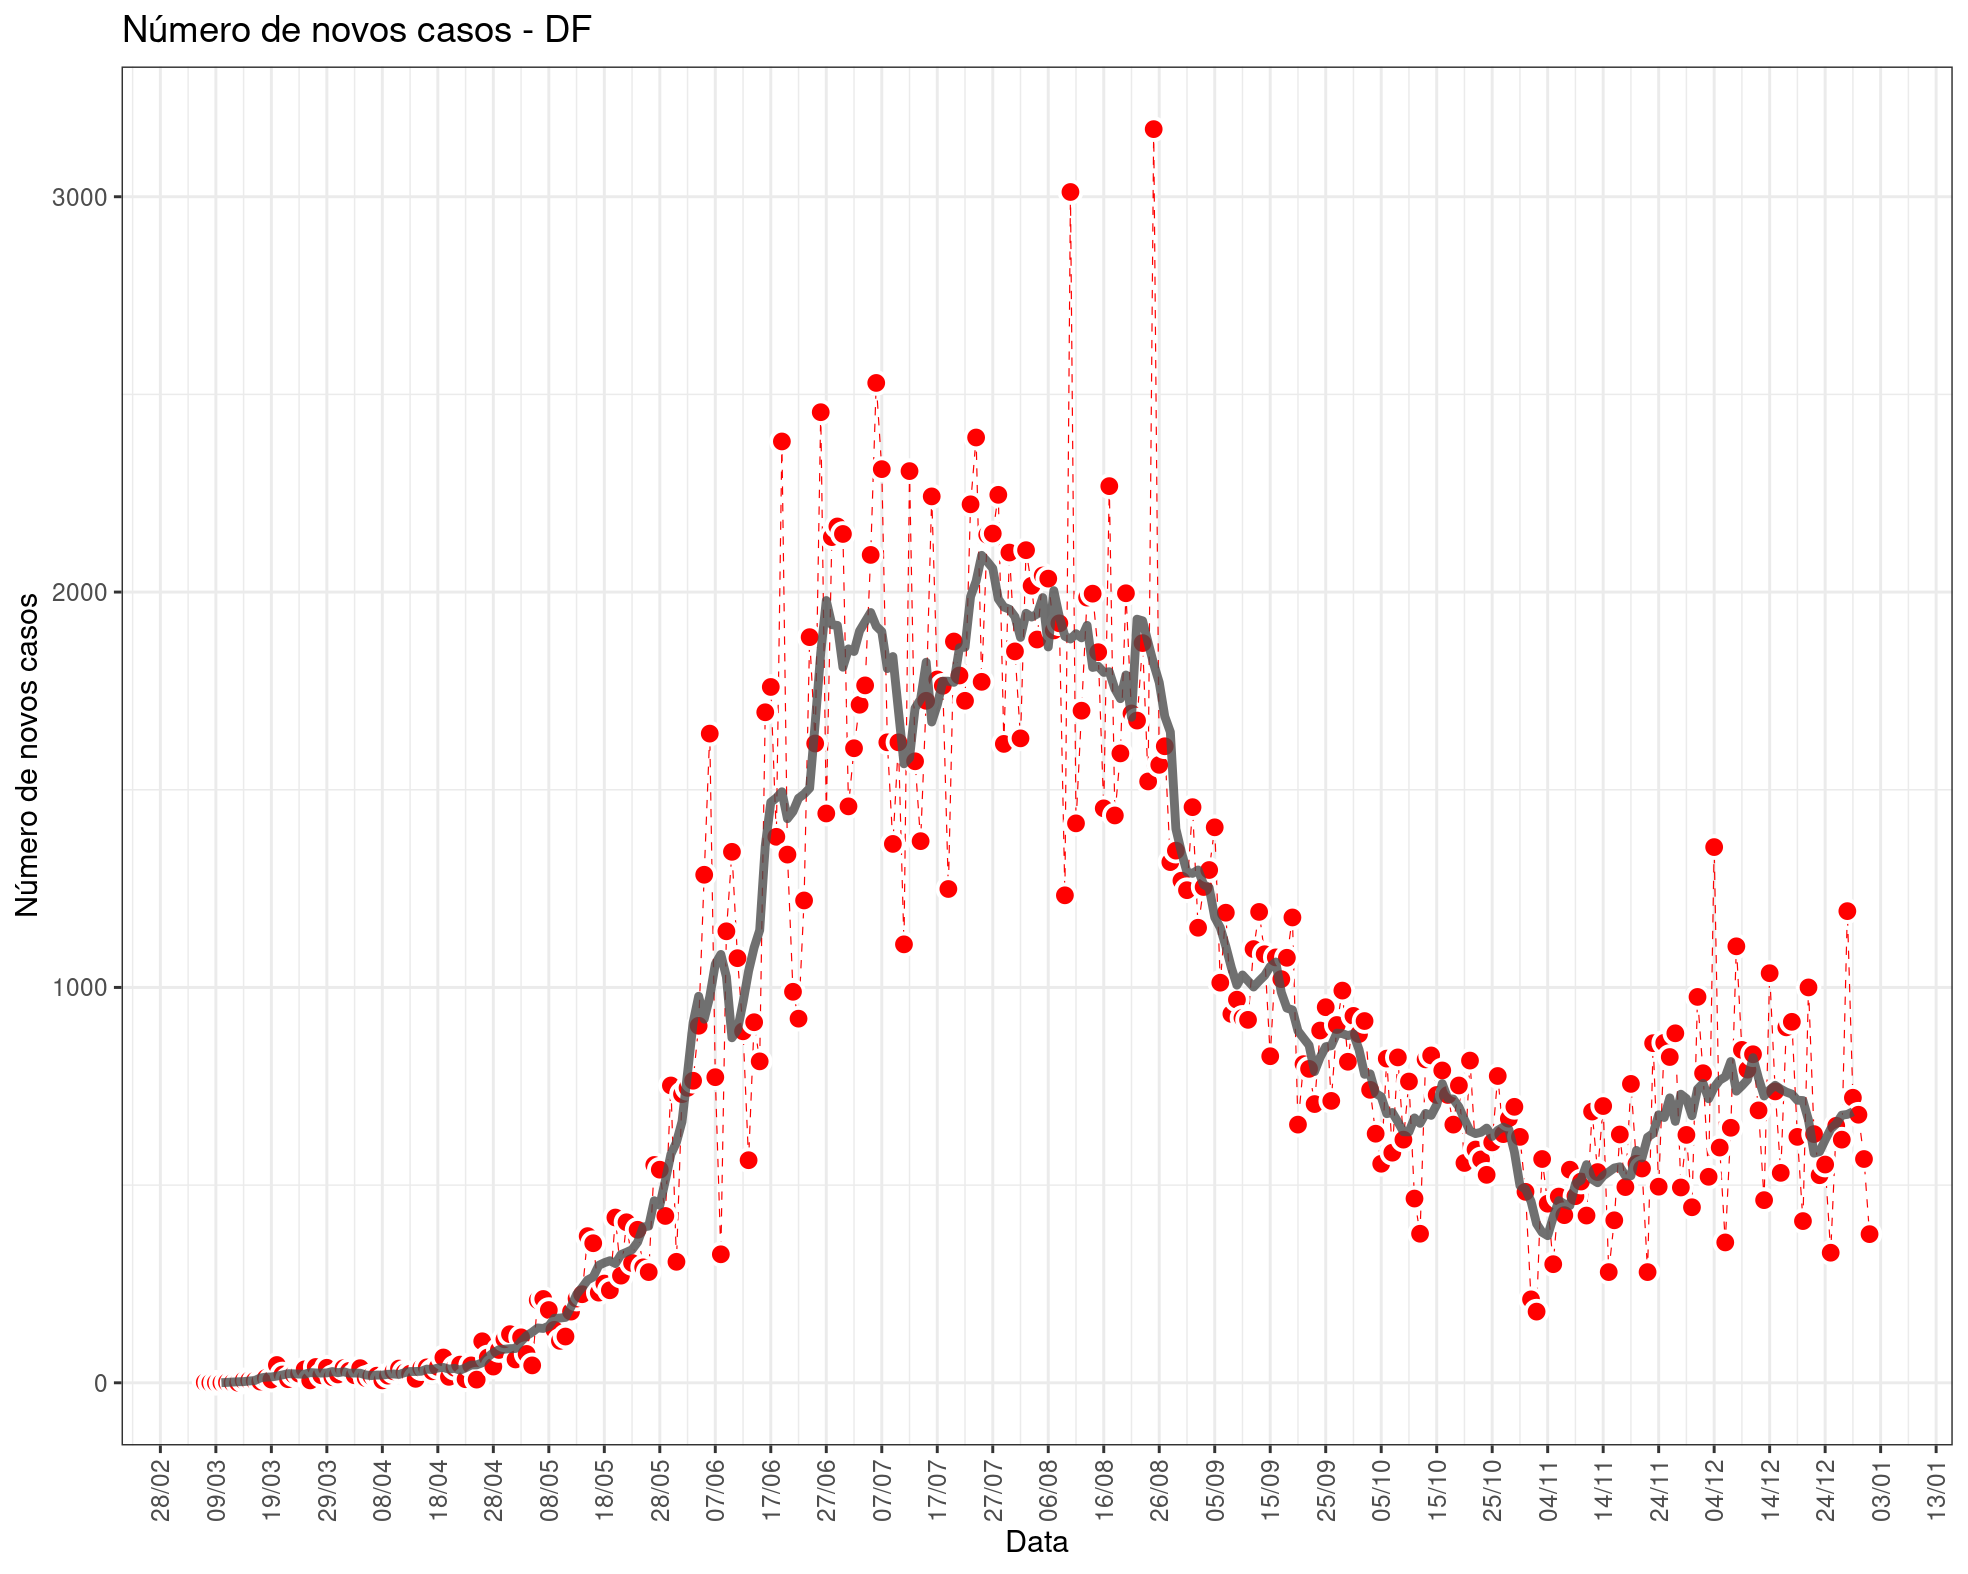 Número de novos casos - DF
Número de novos casos
3000
2000
1000
0
28/02 09/03 19/03 29/03 08/04 18/04 28/04 08/05 18/05 28/05 07/06 17/06 27/06 07/07 17/07 27/07 06/08 16/08 26/08 05/09 15/09 25/09 05/10 15/10 25/10 04/11 14/11 24/11 04/12 14/12 24/12 03/01 13/01
Data